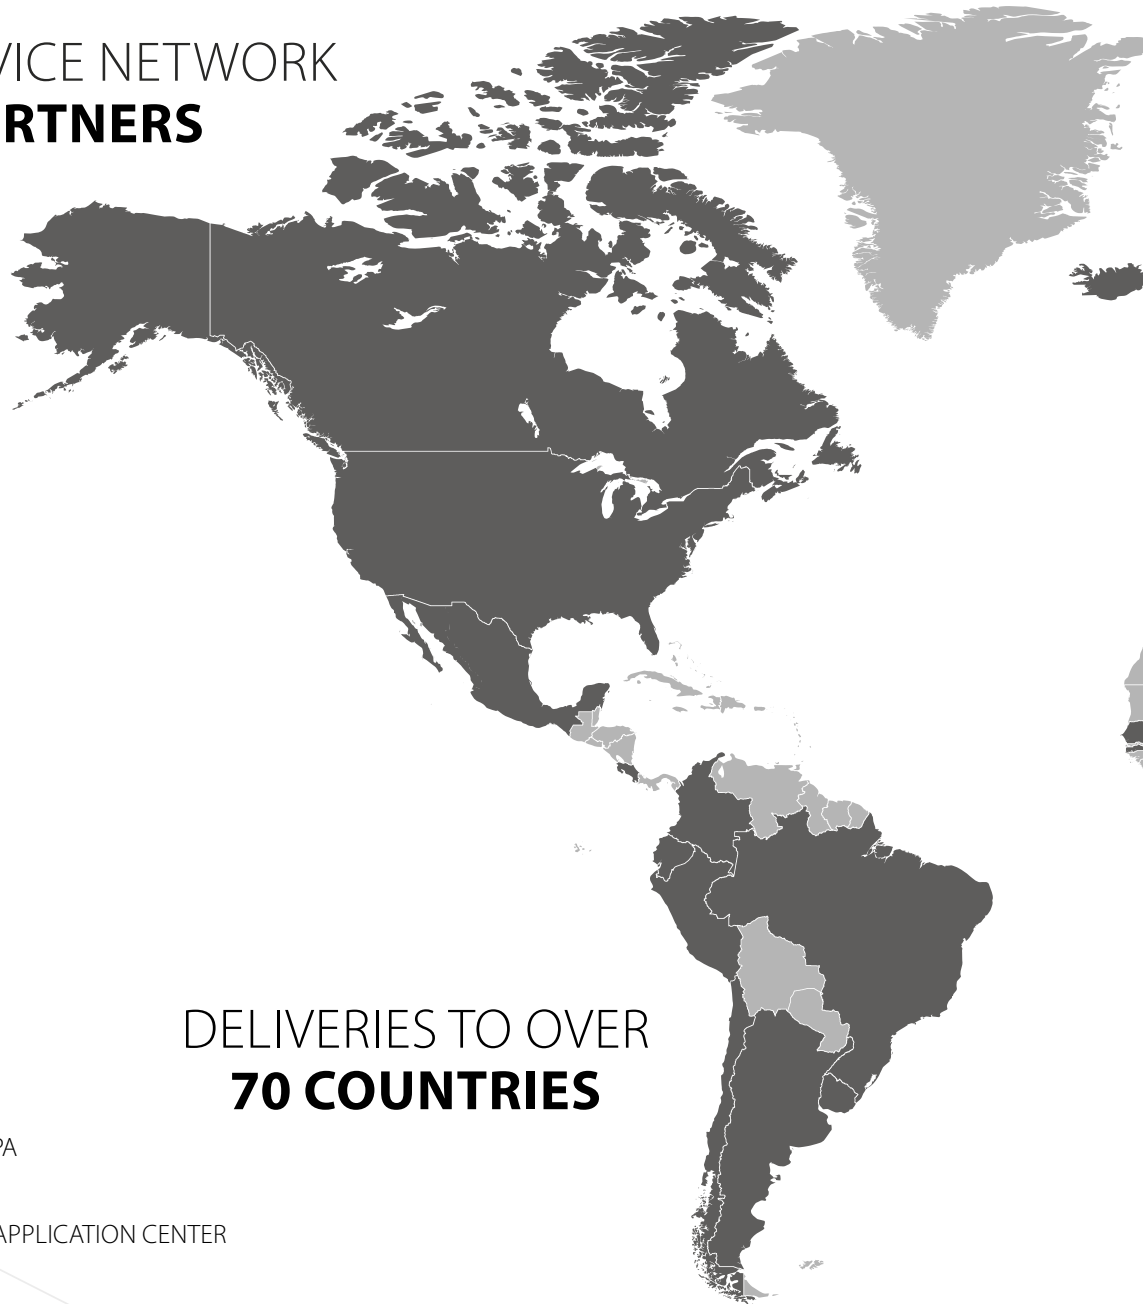 VICE NETWORK
RTNERS
DELIVERIES TO OVER
70 COUNTRIES
PA
APPLICATION CENTER